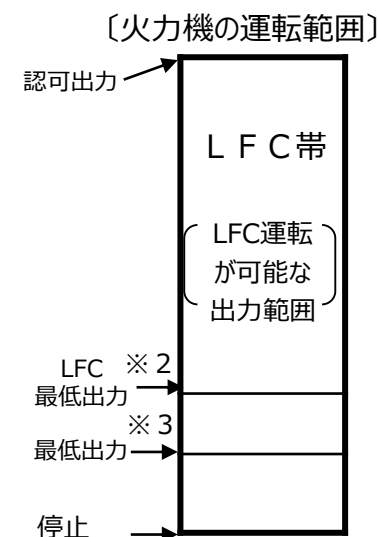 〔火力機の運転範囲〕
認可出力
ＬＦＣ帯
LFC運転
が可能な
出力範囲
LFC ※２
最低出力
※３
最低出力
停止